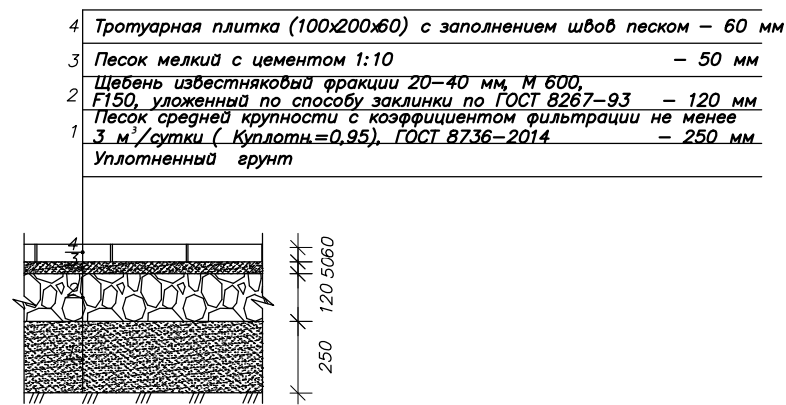 4 Тротуарная плитка (100х200х60) с заполнением швов песком – 60 мм
3 Песок мелкий с цементом 1:10 – 50 мм
Щебень известняковый фракции 20–40 мм, М 600,
2 F150, уложенный по способу заклинки по ГОСТ 8267–93 – 120 мм
Песок средней крупности с коэффициентом фильтрации не менее
1 3 м³/сутки ( Куплотн.=0,95), ГОСТ 8736–2014 – 250 мм
Уплотненный грунт
4
3
2
1
60
50
120
250